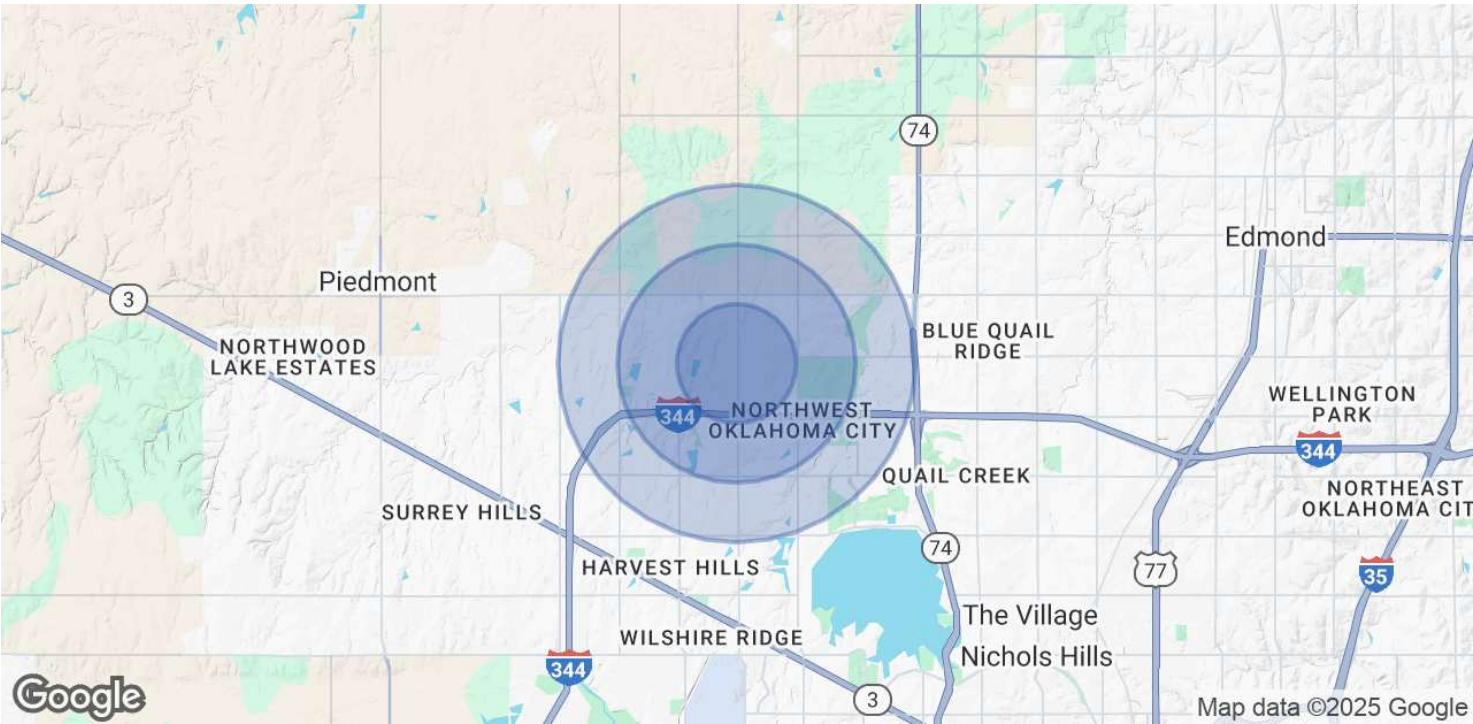 74
Edmond
Piedmont
3
BLUE QUAIL
RIDGE
NORTHWOOD
LAKE ESTATES
WELLINGTON
PARK
344
NORTHWEST
OKLAHOMA CITY
344
QUAIL CREEK
NORTHEAST
OKLAHOMA CIT
SURREY HILLS
74
HARVEST HILLS
77
35
The Village
WILSHIRE RIDGE
Nichols Hills
344
3
Google
Map data ©2025 Google